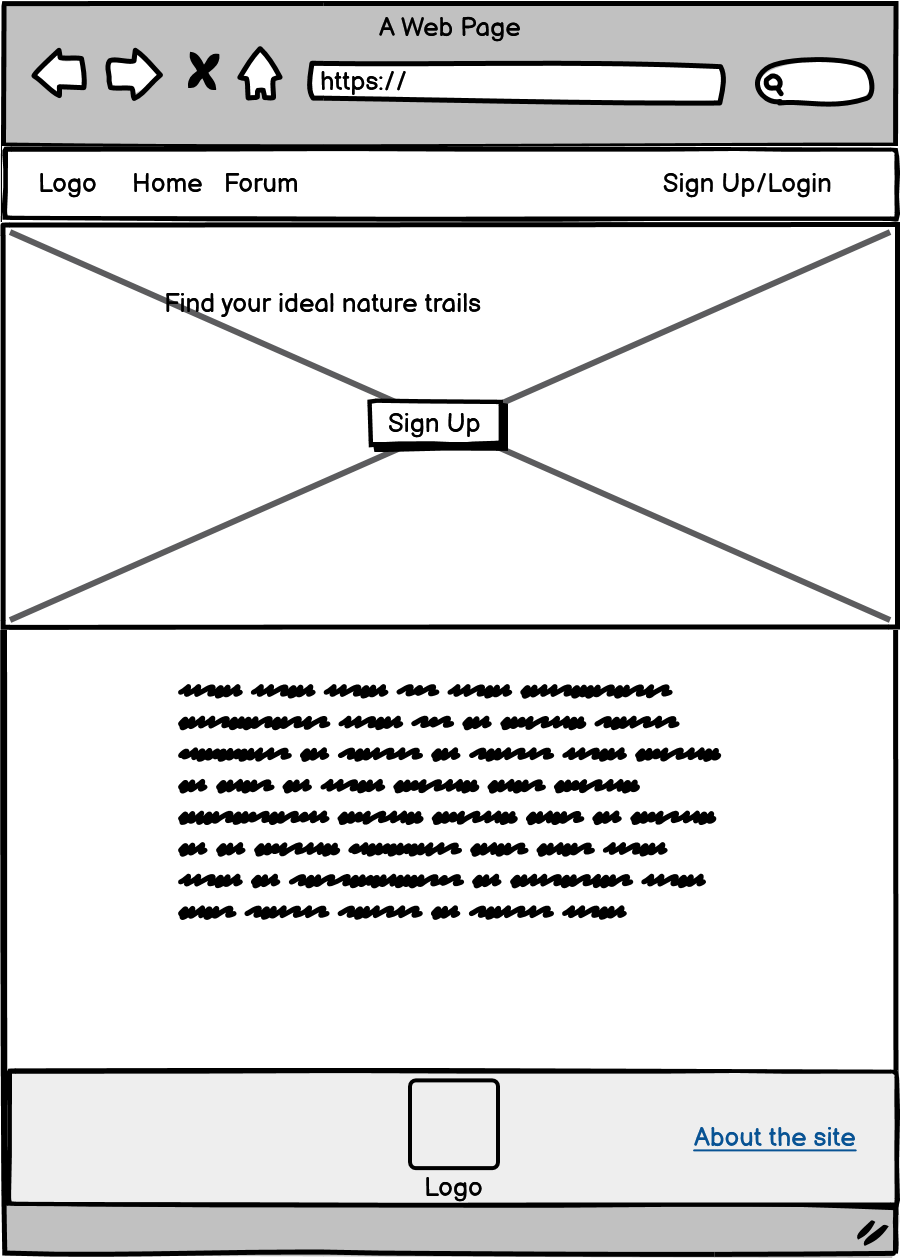 A Web Page
https://
Logo Home Forum Sign Up/Login
Find your ideal nature trails
Sign Up
About the site
Logo